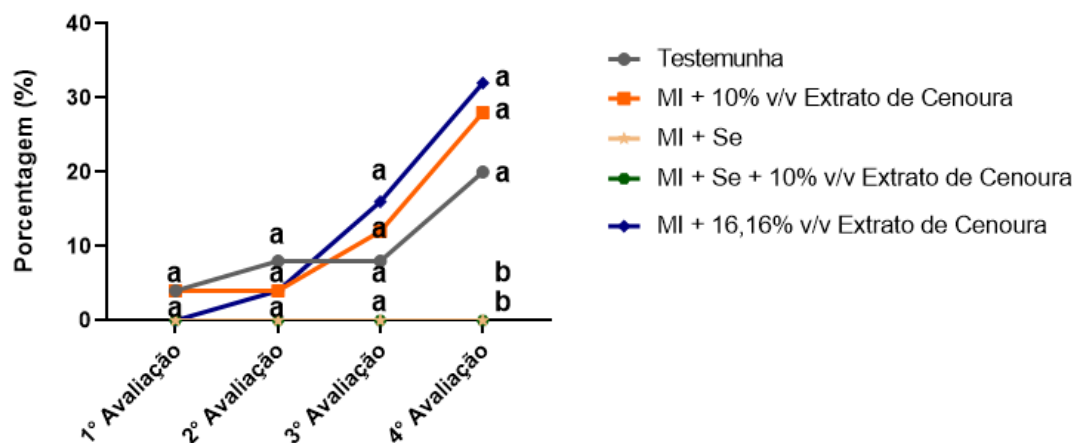 Porcentagem (%)
40
30
20
10
0
a
a
a
a
a
a
a
a
a
a
a
a
a
b
b
1° Avaliação
2° Avaliação
3° Avaliação
4° Avaliação
Testemunha
MI + 10% v/v Extrato de Cenoura
MI + Se
MI + Se + 10% v/v Extrato de Cenoura
MI + 16,16% v/v Extrato de Cenoura